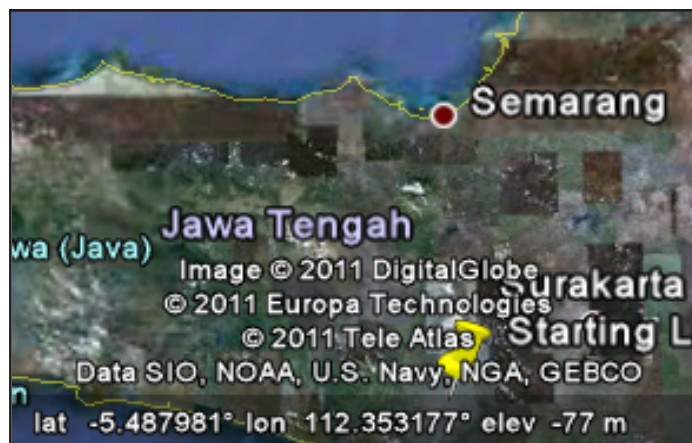 Semarang
Jawa Tengah
wa (Java)
Image © 2011 DigitalGlobe
Surakarta
© 2011 Europa Technologies
© 2011 Tele Atlas
Starting L
Data SIO, NOAA, U.S. Navy, NGA, GEBCO
n
lat -5.487981° lon 112.353177° elev -77 m